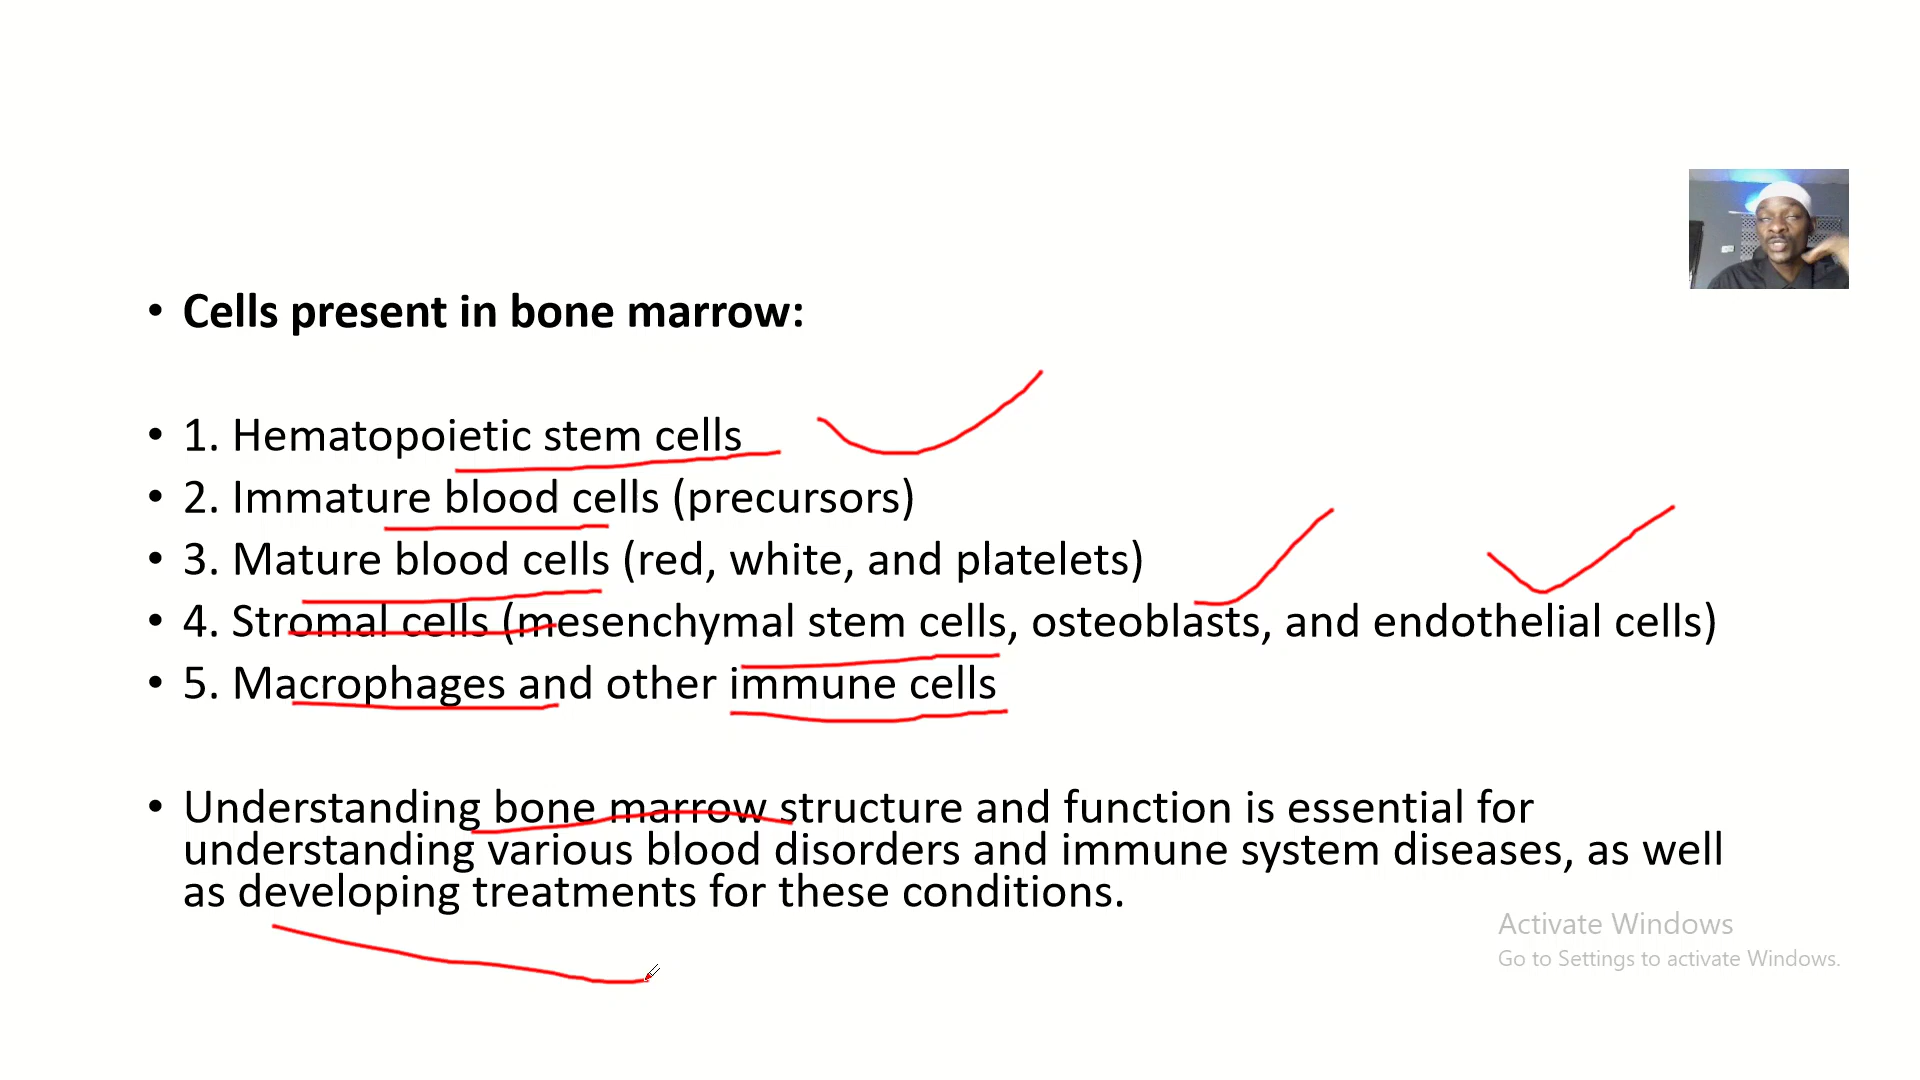 • Cells present in bone marrow:
• 1. Hematopoietic stem cells
• 2. Immature blood cells (precursors)
• 3. Mature blood cells (red, white, and platelets)
• 4. Stromal cells (mesenchymal stem cells, osteoblasts, and endothelial cells)
• 5. Macrophages and other immune cells
• Understanding bone marrow structure and function is essential for
understanding various blood disorders and immune system diseases, as well
as developing treatments for these conditions.
Activate Windows
Go to Settings to activate Windows.